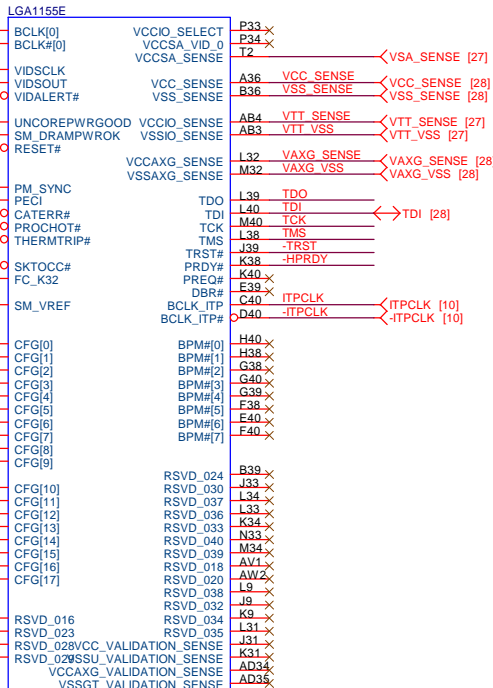 LGA1155E
BCLK[0] VCCIO_SELECT P33
BCLK#[0] VCCSA_VID_0 P34
VCCSA_SENSE T2 VSA_SENSE [27]
VIDSCLK
VIDSOUT VCC_SENSE A36 VCC_SENSE VCC_SENSE [28]
VIDALERT# VSS_SENSE B36 VSS_SENSE VSS_SENSE [28]
UNCOREPWRGOOD VCCIO_SENSE AB4 VTT_SENSE VTT_SENSE [27]
SM_DRAMPWROK VSSIO_SENSE AB3 VTT_VSS VTT_VSS [27]
RESET#
VCCAXG_SENSE L32 VAXG_SENSE VAXG_SENSE [28
VSSAXG_SENSE M32 VAXG_VSS VAXG_VSS [28]
PM_SYNC
PECI TDO L39 TDO
CATERR# TDI L40 TDI TDI [28]
PROCHOT# TCK M40 TCK
THERMTRIP# TMS L38 TMS
TRST# J39 -TRST
SKTOCC# PRDY# K38 -HPRDY
FC_K32 PREQ# K40
DBR# E39
SM_VREF BCLK_ITP C40 ITPCLK ITPCLK [10]
BCLK_ITP# D40 -ITPCLK -ITPCLK [10]
CFG[0] BPM#[0] H40
CFG[1] BPM#[1] H38
CFG[2] BPM#[2] G38
CFG[3] BPM#[3] G40
CFG[4] BPM#[4] G39
CFG[5] BPM#[5] F38
CFG[6] BPM#[6] E40
CFG[7] BPM#[7] F40
CFG[8]
CFG[9]
RSVD_024 B39
CFG[10] RSVD_030 J33
CFG[11] RSVD_037 L34
CFG[12] RSVD_036 L33
CFG[13] RSVD_033 K34
CFG[14] RSVD_040 N33
CFG[15] RSVD_039 M34
CFG[16] RSVD_018 AV1
CFG[17] RSVD_020 AW2
RSVD_038 L9
RSVD_032 J9
RSVD_016 RSVD_034 K9
RSVD_023 RSVD_035 L31
RSVD_028 VCC_VALIDATION_SENSE J31
VSSU_VALIDATION_SENSE K31
VCCAXG_VALIDATION_SENSE AD34
VSSGT_VALIDATION_SENSE AD35